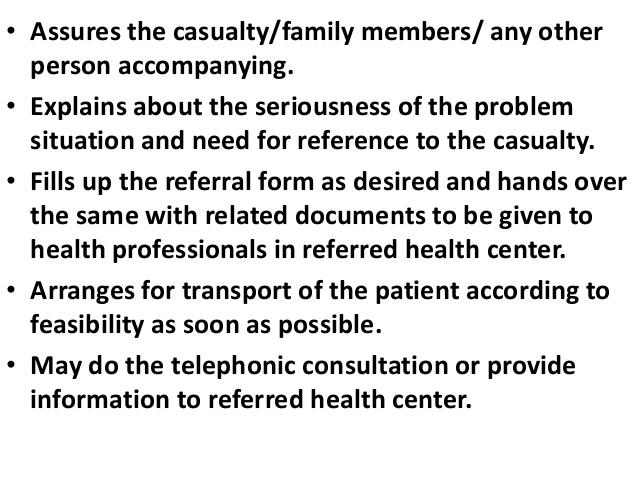 • Assures the casualty/family members/ any other
person accompanying.
• Explains about the seriousness of the problem
situation and need for reference to the casualty.
• Fills up the referral form as desired and hands over
the same with related documents to be given to
health professionals in referred health center.
• Arranges for transport of the patient according to
feasibility as soon as possible.
• May do the telephonic consultation or provide
information to referred health center.